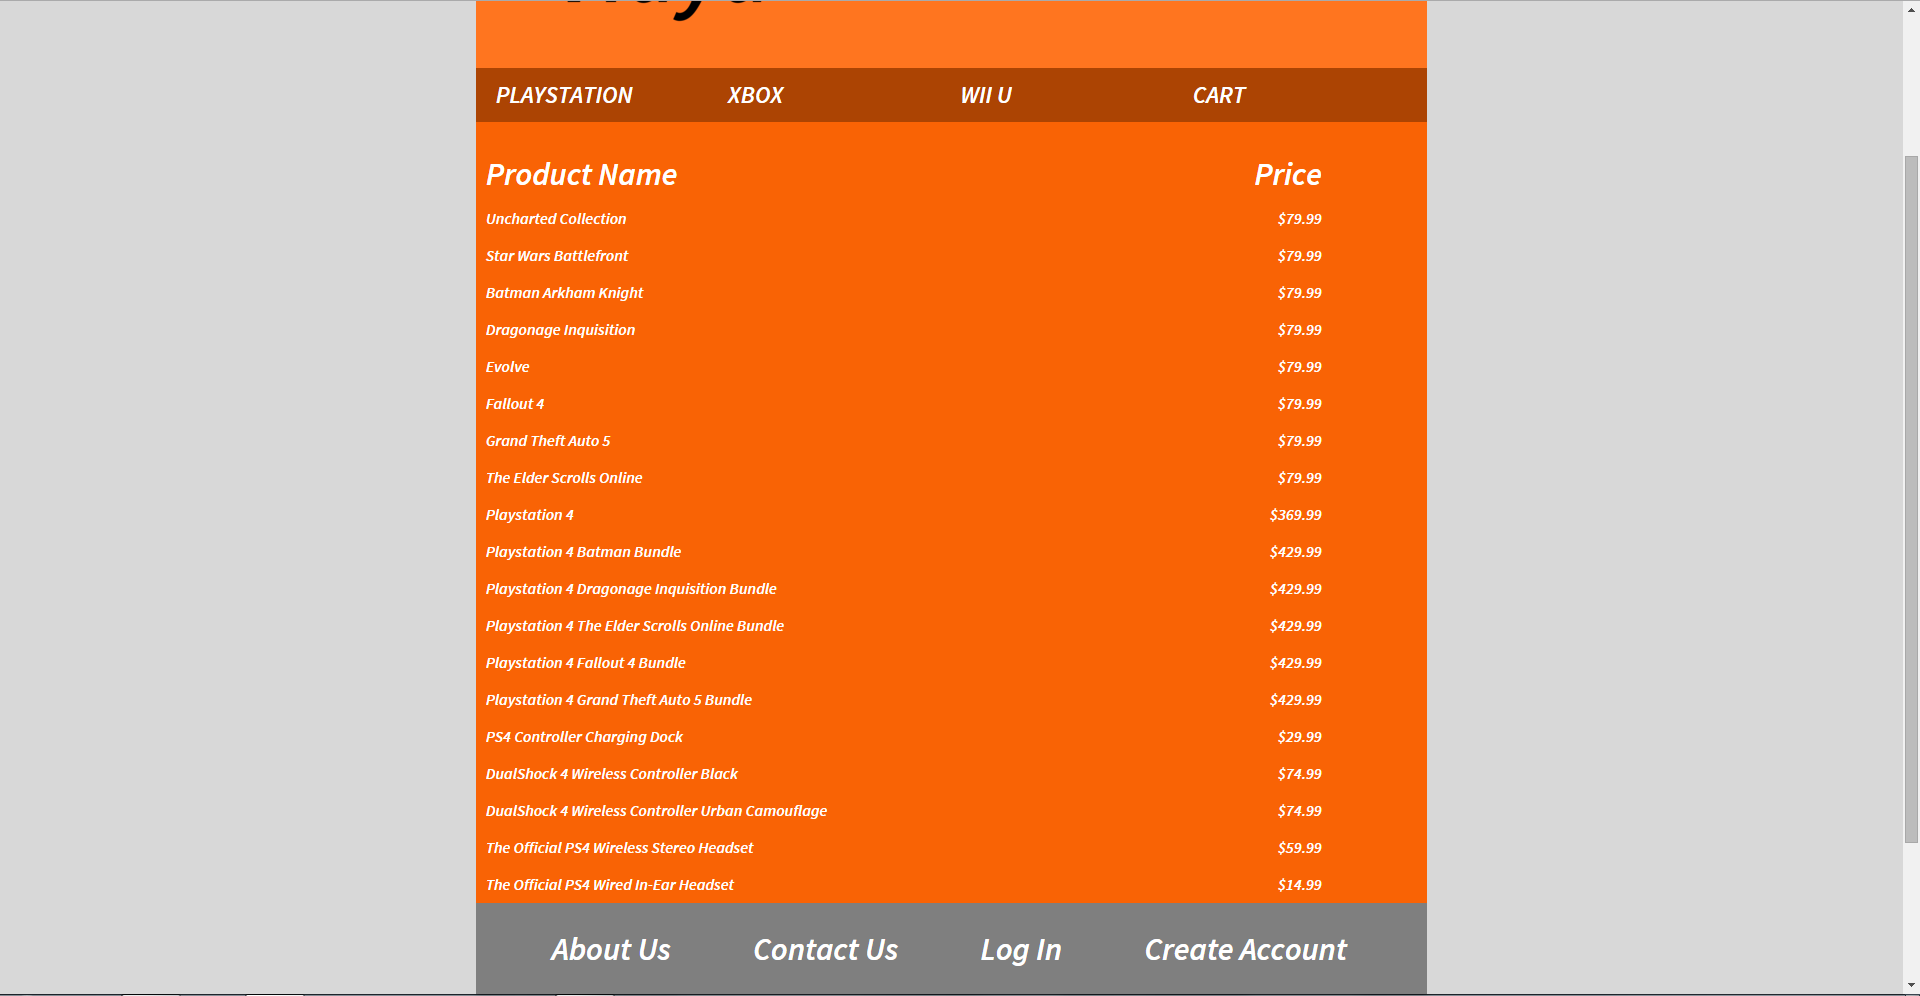 PLAYSTATION XBOX WII U CART
Product Name Price
Uncharted Collection $79.99
Star Wars Battlefront $79.99
Batman Arkham Knight $79.99
Dragonage Inquisition $79.99
Evolve $79.99
Fallout 4 $79.99
Grand Theft Auto 5 $79.99
The Elder Scrolls Online $79.99
Playstation 4 $369.99
Playstation 4 Batman Bundle $429.99
Playstation 4 Dragonage Inquisition Bundle $429.99
Playstation 4 The Elder Scrolls Online Bundle $429.99
Playstation 4 Fallout 4 Bundle $429.99
Playstation 4 Grand Theft Auto 5 Bundle $429.99
PS4 Controller Charging Dock $29.99
DualShock 4 Wireless Controller Black $74.99
DualShock 4 Wireless Controller Urban Camouflage $74.99
The Official PS4 Wireless Stereo Headset $59.99
The Official PS4 Wired In-Ear Headset $14.99
About Us Contact Us Log In Create Account